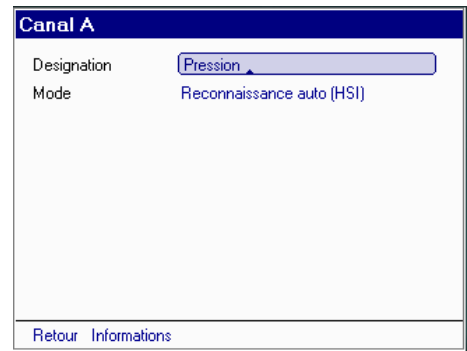 Canal A
Designation Pression
Mode Reconnaissance auto (HSI)
Retour Informations